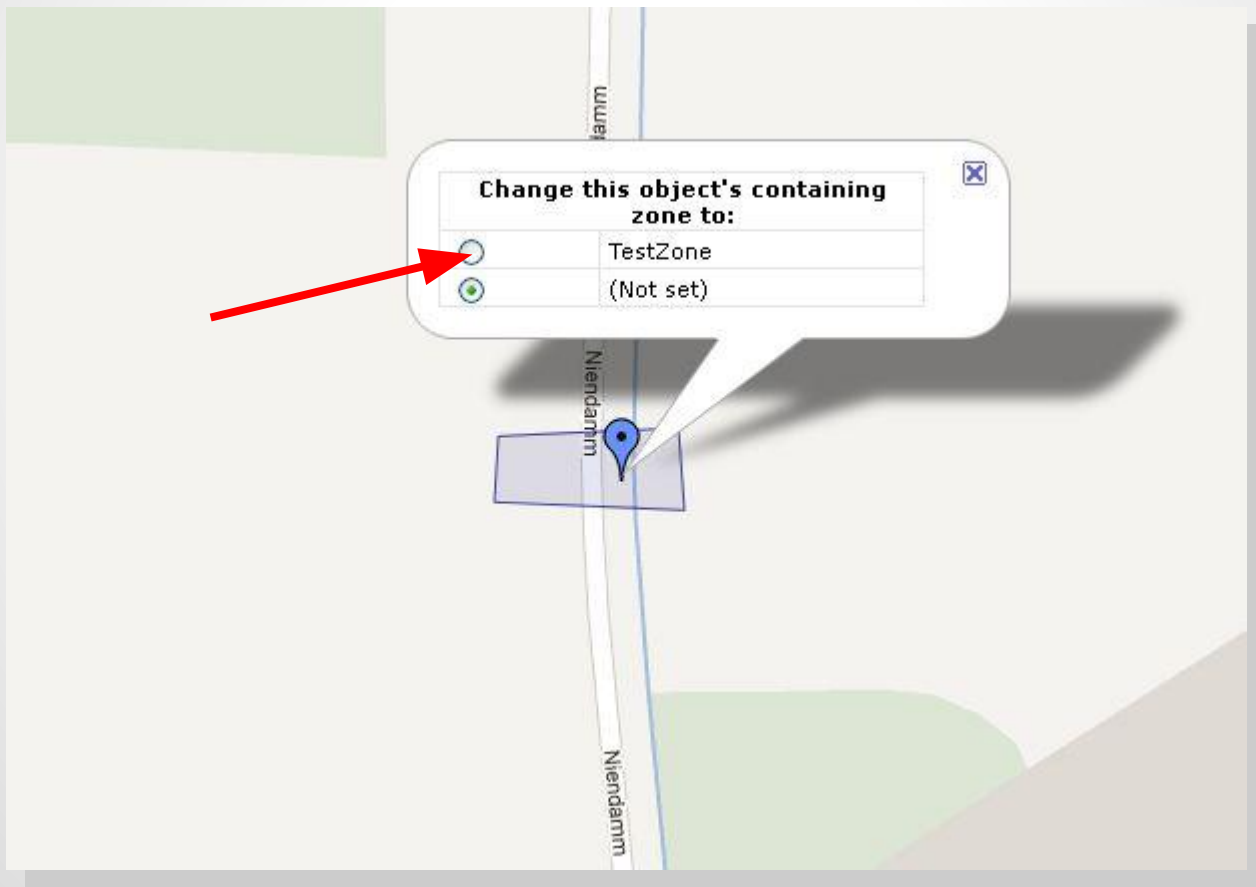 Change this object's containing
zone to:
TestZone
(Not set)
Niendamm
Niendamm